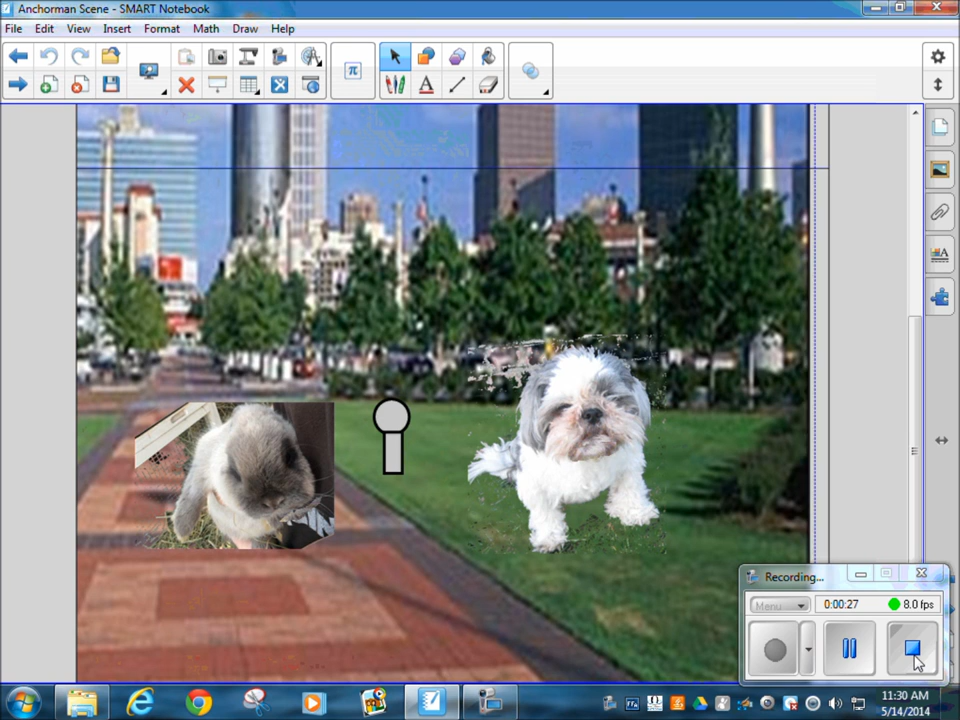 Anchorman Scene - SMART Notebook
File Edit View Insert Format Math Draw Help
π
A
A
Recording...
Menu
0:00:27
8.0 fps
11:30 AM
5/14/2014